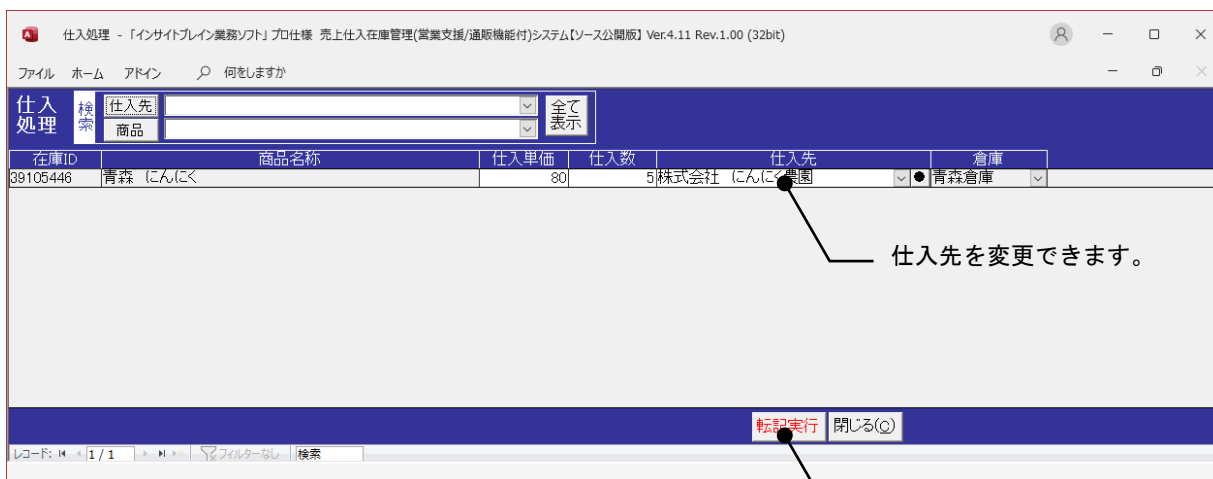 仕入処理 - 「インサイトブレイン業務ソフト」 プロ仕様 売上仕入在庫管理(営業支援/通販機能付)システム【ソース公開版】 Ver.4.11 Rev.1.00 (32bit)
ファイル ホーム アドイン 何をしますか
仕入処理 検索 仕入先 全て表示
商品
在庫ID 商品名称 仕入単価 仕入数 仕入先 倉庫
39105446 青森 にんにく 80 5 株式会社 にんにく農園 ● 青森倉庫
仕入先を変更できます。
転記実行 閉じる(C)
レコード: 1 / 1 フィルターなし 検索